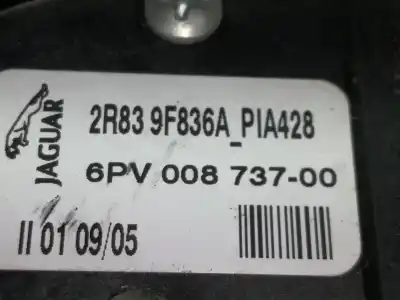 JAGUAR
2R83 9F836A_PIA428
6PV 008 737-00
II 01 09/05